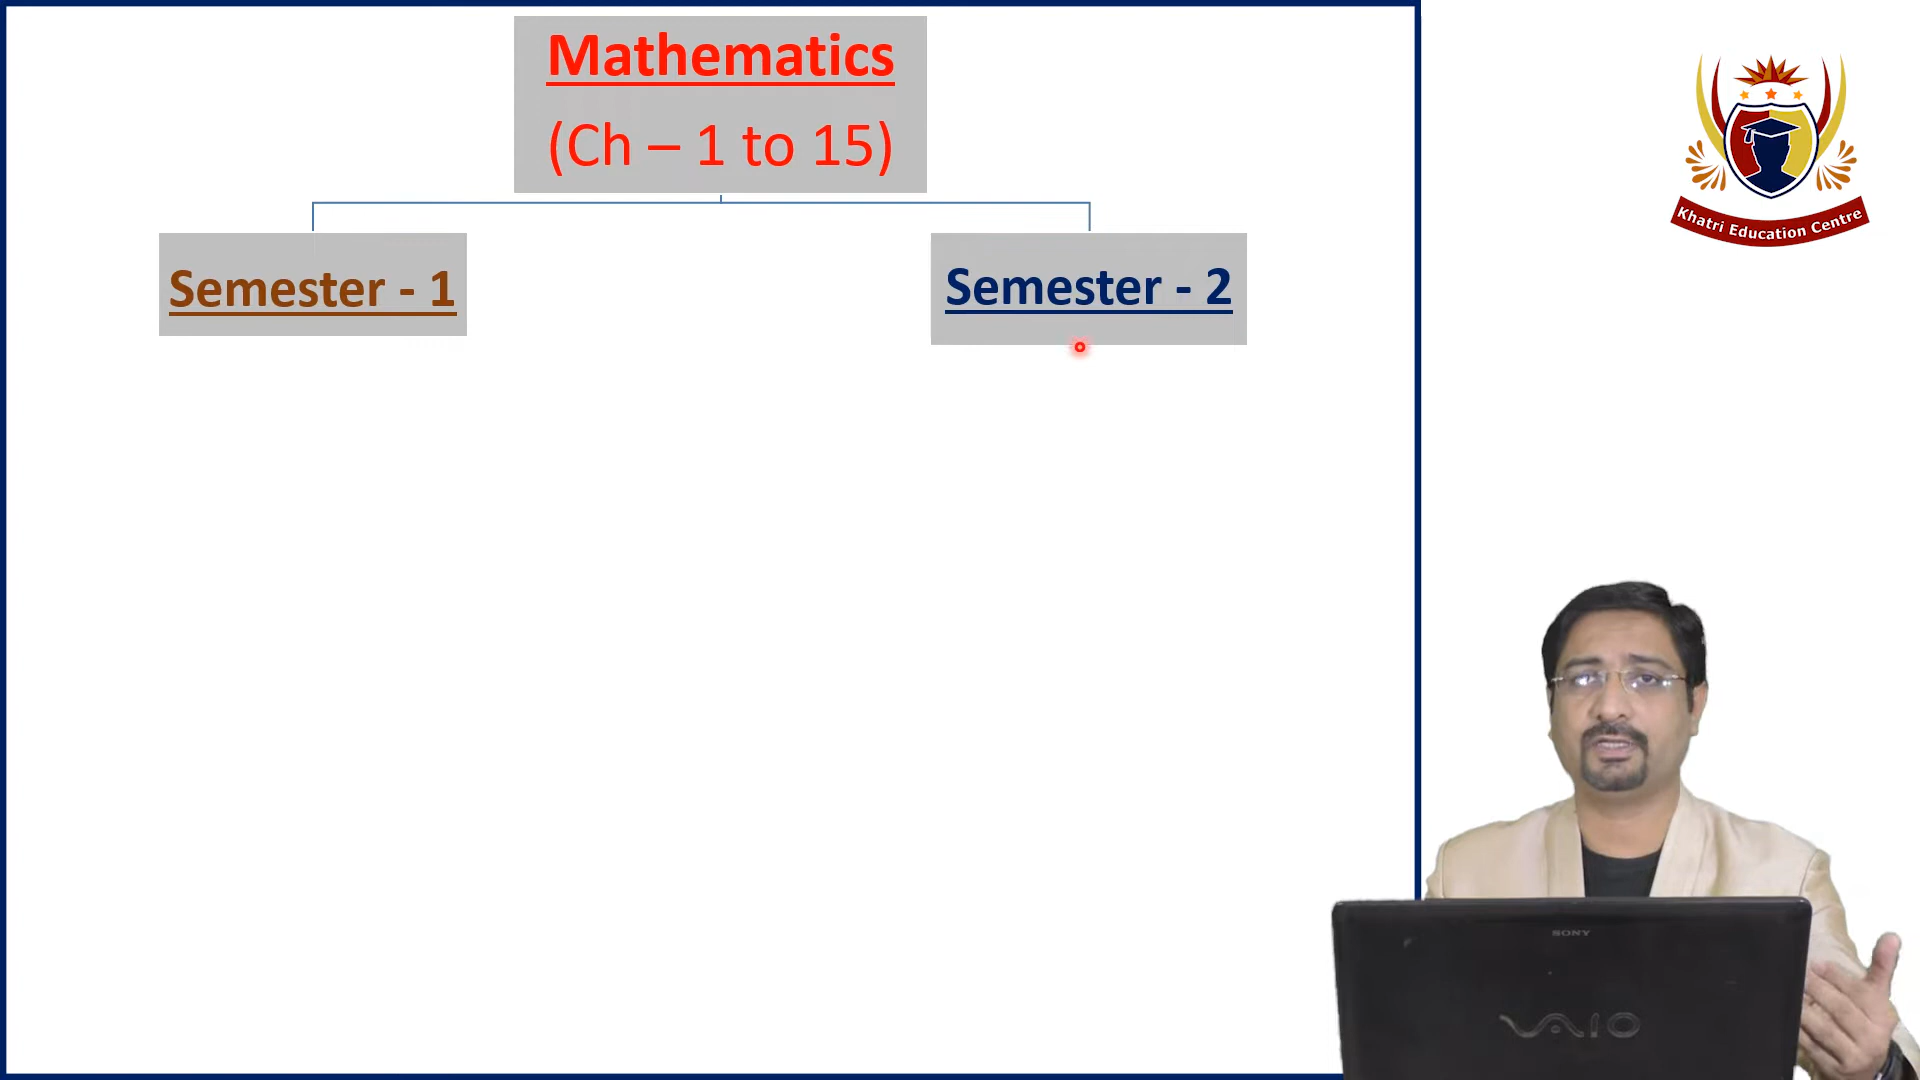 Mathematics
(Ch – 1 to 15)
Semester - 1
Semester - 2
Khatri Education Centre
SONY
VAIO